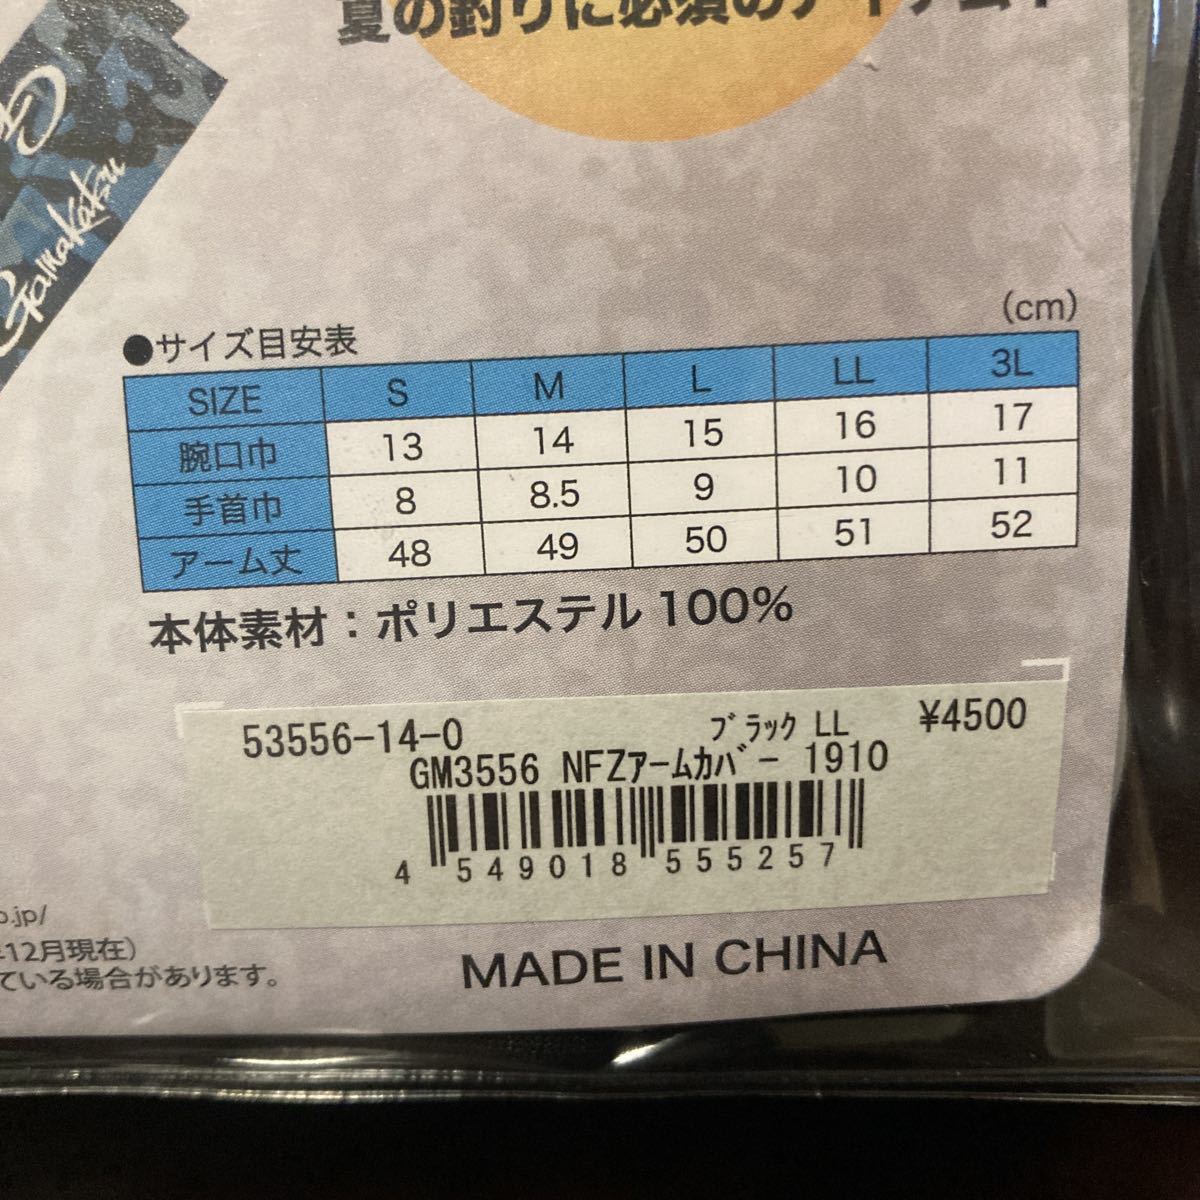 夏の釣りに必須のアイテム！
Gamakatsu
(cm)
●サイズ目安表
SIZE S M L LL 3L
腕口巾 13 14 15 16 17
手首巾 8 8.5 9 10 11
アーム丈 48 49 50 51 52
本体素材：ポリエステル 100%
53556-14-0 ﾌﾞﾗｯｸ LL ¥4500
GM3556 NFZｱｰﾑｶﾊﾞｰ 1910
4 549018 555257
.jp/
12月現在）
ている場合があります。
MADE IN CHINA